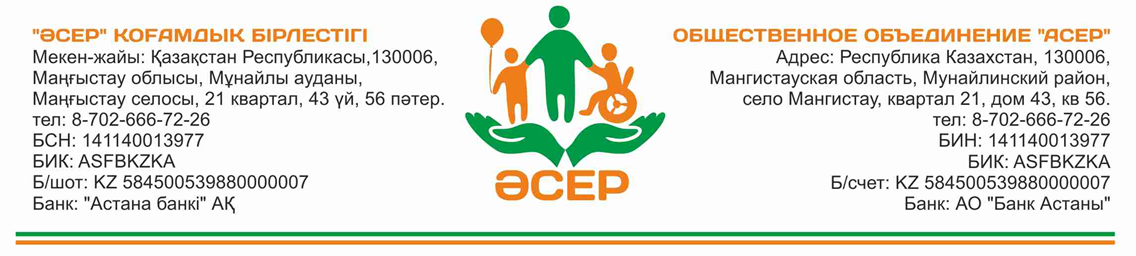 "ӘСЕР" КОҒАМДЫК БІРЛЕСТІГІ
Мекен-жайы: Қазақстан Республикасы,130006,
Маңғыстау облысы, Мұнайлы ауданы,
Маңғыстау селосы, 21 квартал, 43 үй, 56 пәтер.
тел: 8-702-666-72-26
БСН: 141140013977
БИК: ASFBKZKA
Б/шот: KZ 584500539880000007
Банк: "Астана банкі" АҚ
ӘСЕР
ОБЩЕСТВЕННОЕ ОБЪЕДИНЕНИЕ "АСЕР"
Адрес: Республика Казахстан, 130006,
Мангистауская область, Мунайлинский район,
село Мангистау, квартал 21, дом 43, кв 56.
тел: 8-702-666-72-26
БИН: 141140013977
БИК: ASFBKZKA
Б/счет: KZ 584500539880000007
Банк: АО "Банк Астаны"